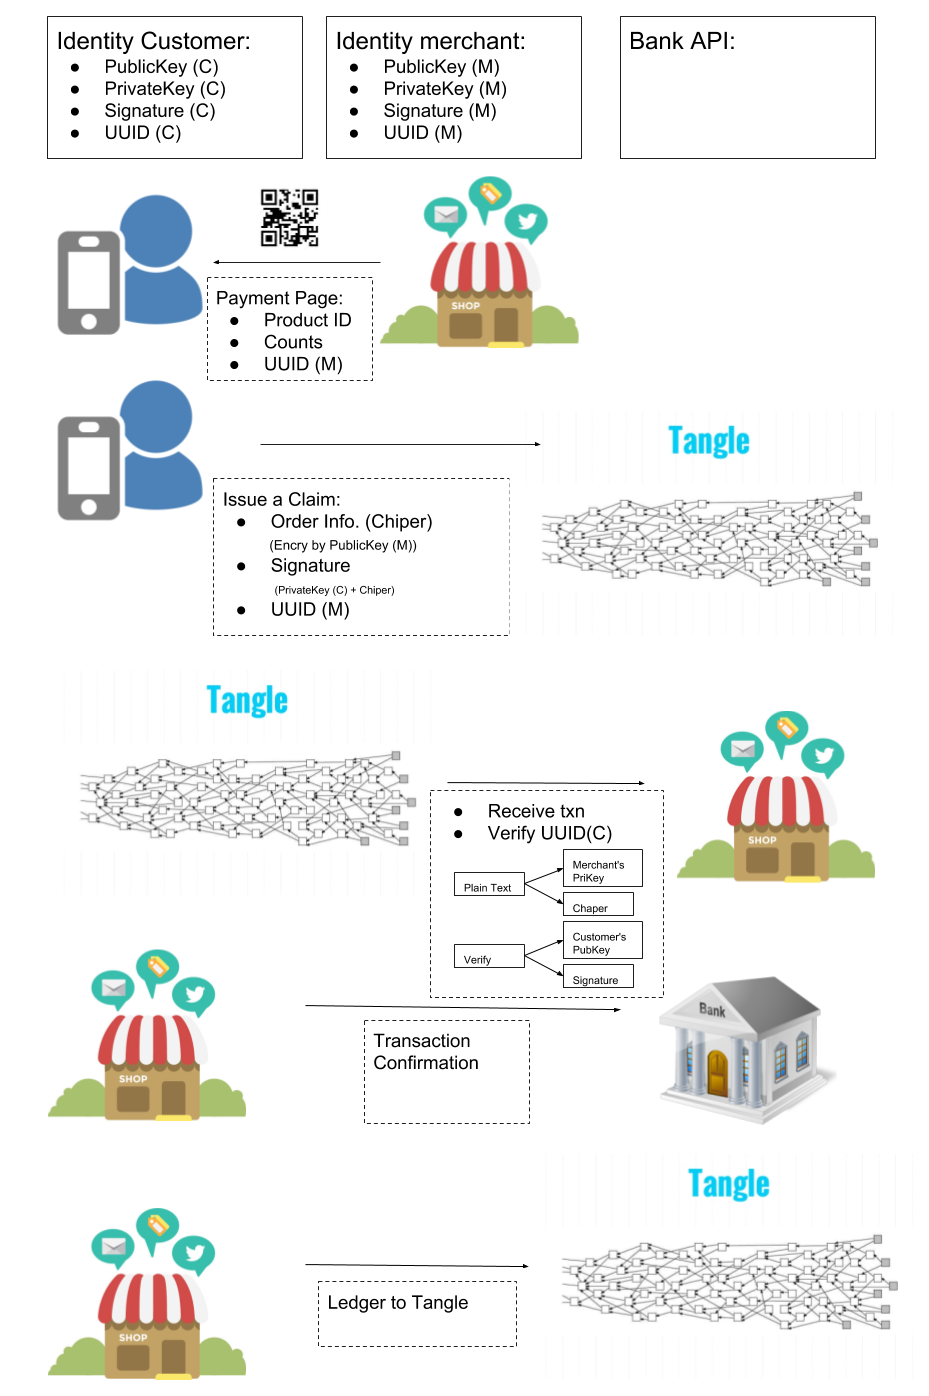 Identity Customer:
● PublicKey (C)
● PrivateKey (C)
● Signature (C)
● UUID (C)
Identity merchant:
● PublicKey (M)
● PrivateKey (M)
● Signature (M)
● UUID (M)
Bank API:
SHOP
Payment Page:
● Product ID
● Counts
● UUID (M)
Tangle
Issue a Claim:
● Order Info. (Chiper)
(Encry by PublicKey (M))
● Signature
(PrivateKey (C) + Chiper)
● UUID (M)
Tangle
● Receive txn
● Verify UUID(C)
Plain Text
Merchant's
PriKey
Chaper
Verify
Customer's
PubKey
Signature
SHOP
SHOP
Transaction
Confirmation
Bank
Tangle
SHOP
Ledger to Tangle